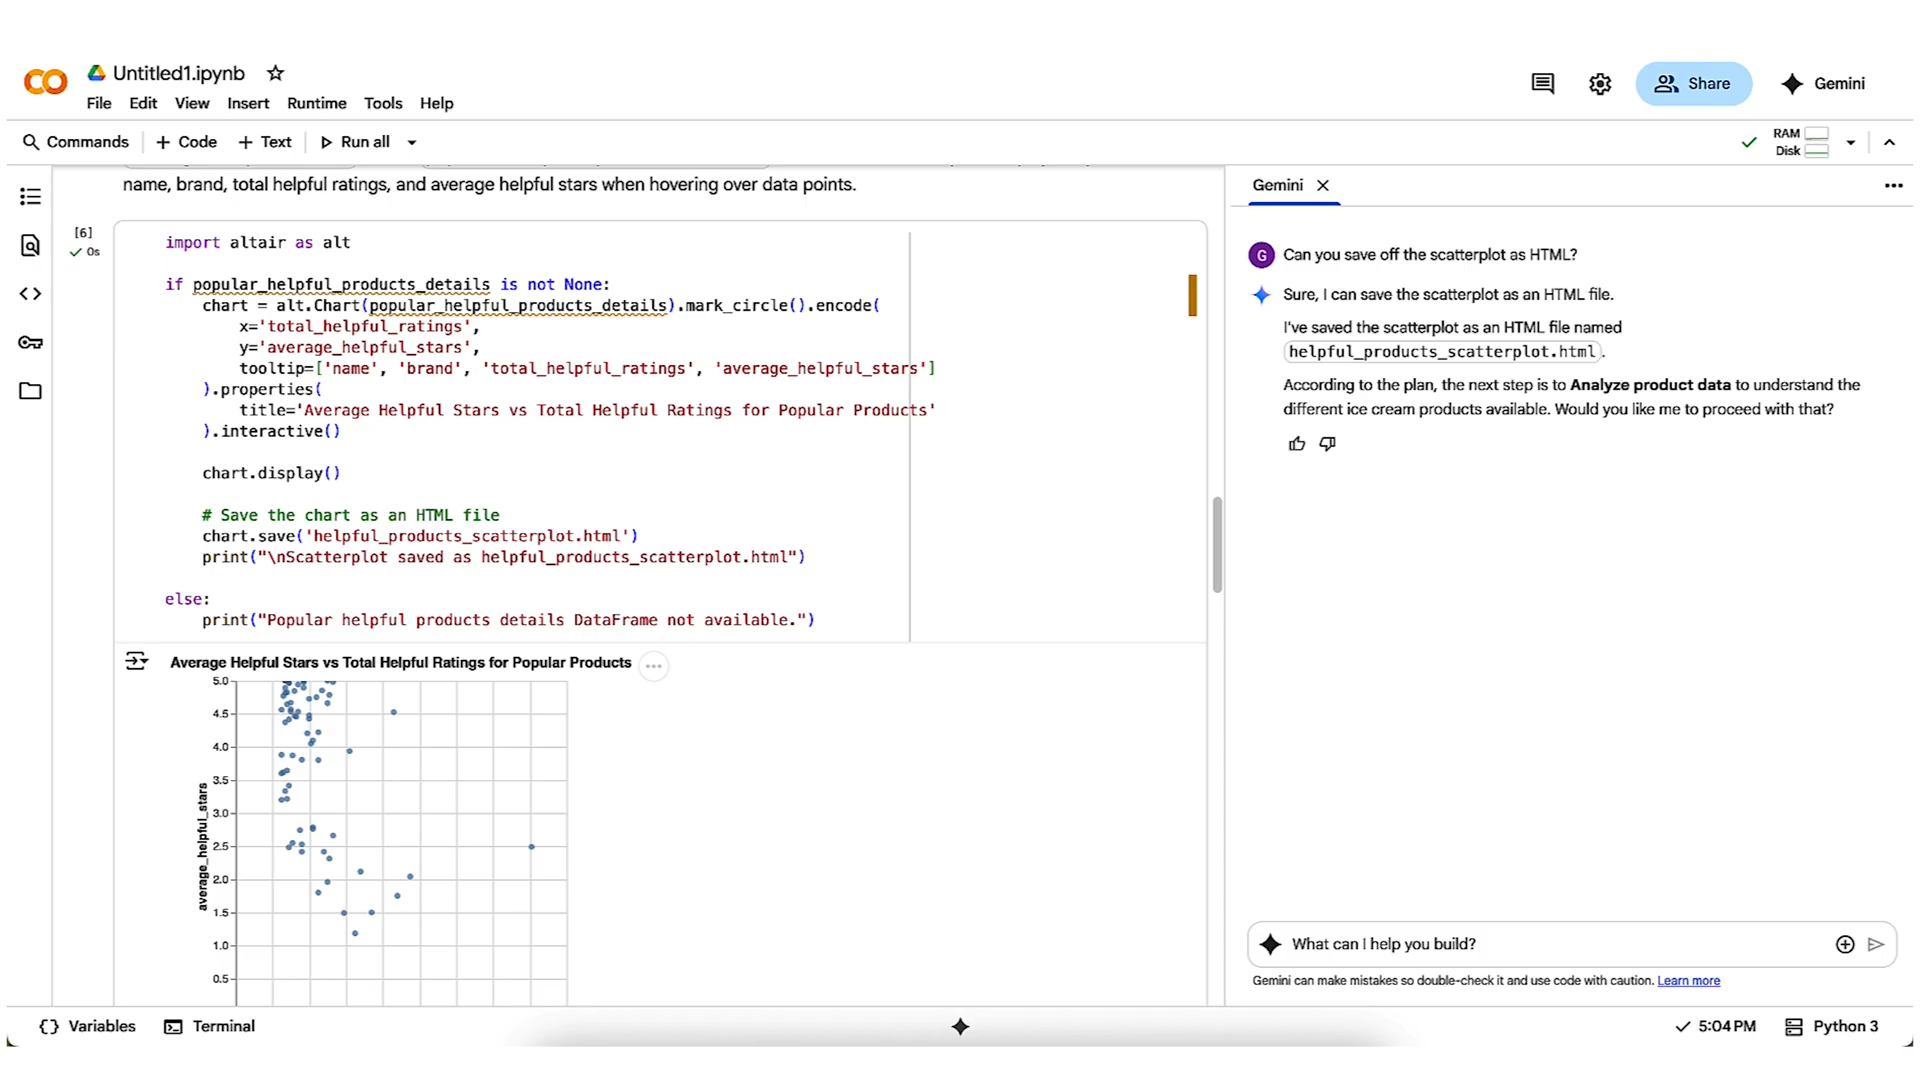 Untitled1.ipynb
File Edit View Insert Runtime Tools Help
Share
Gemini
Commands + Code + Text Run all
RAM
Disk
name, brand, total helpful ratings, and average helpful stars when hovering over data points.
[6]
0s
import altair as alt
if popular_helpful_products_details is not None:
chart = alt.Chart(popular_helpful_products_details).mark_circle().encode(
x='total_helpful_ratings',
y='average_helpful_stars',
tooltip=['name', 'brand', 'total_helpful_ratings', 'average_helpful_stars']
).properties(
title='Average Helpful Stars vs Total Helpful Ratings for Popular Products'
).interactive()
chart.display()
# Save the chart as an HTML file
chart.save('helpful_products_scatterplot.html')
print("\nScatterplot saved as helpful_products_scatterplot.html")
else:
print("Popular helpful products details DataFrame not available.")
Average Helpful Stars vs Total Helpful Ratings for Popular Products
5.0
4.5
4.0
3.5
3.0
2.5
2.0
1.5
1.0
0.5
average_helpful_stars
Gemini
G Can you save off the scatterplot as HTML?
Sure, I can save the scatterplot as an HTML file.
I've saved the scatterplot as an HTML file named
helpful_products_scatterplot.html.
According to the plan, the next step is to Analyze product data to understand the
different ice cream products available. Would you like me to proceed with that?
What can I help you build?
Gemini can make mistakes so double-check it and use code with caution. Learn more
Variables Terminal
5:04 PM Python 3